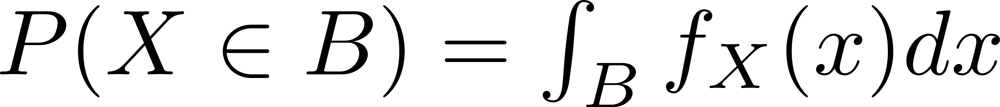 P(X ∈ B) = ∫_B f_X(x)dx